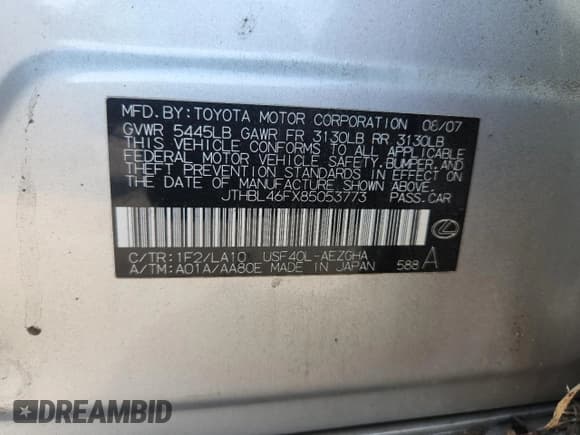 MFD. BY: TOYOTA MOTOR CORPORATION 08/07
GVWR 5445LB GAWR FR 3130LB RR 3130LB
THIS VEHICLE CONFORMS TO ALL APPLICABLE
FEDERAL MOTOR VEHICLE SAFETY, BUMPER, AND
THEFT PREVENTION STANDARDS IN EFFECT ON
THE DATE OF MANUFACTURE SHOWN ABOVE.
JTHBL46FX85053773 PASS. CAR
C/TR: 1F2/LA10 USF40L-AEZGHA
A/TM: A01A/AA80E MADE IN JAPAN 588 A
DREAMBID